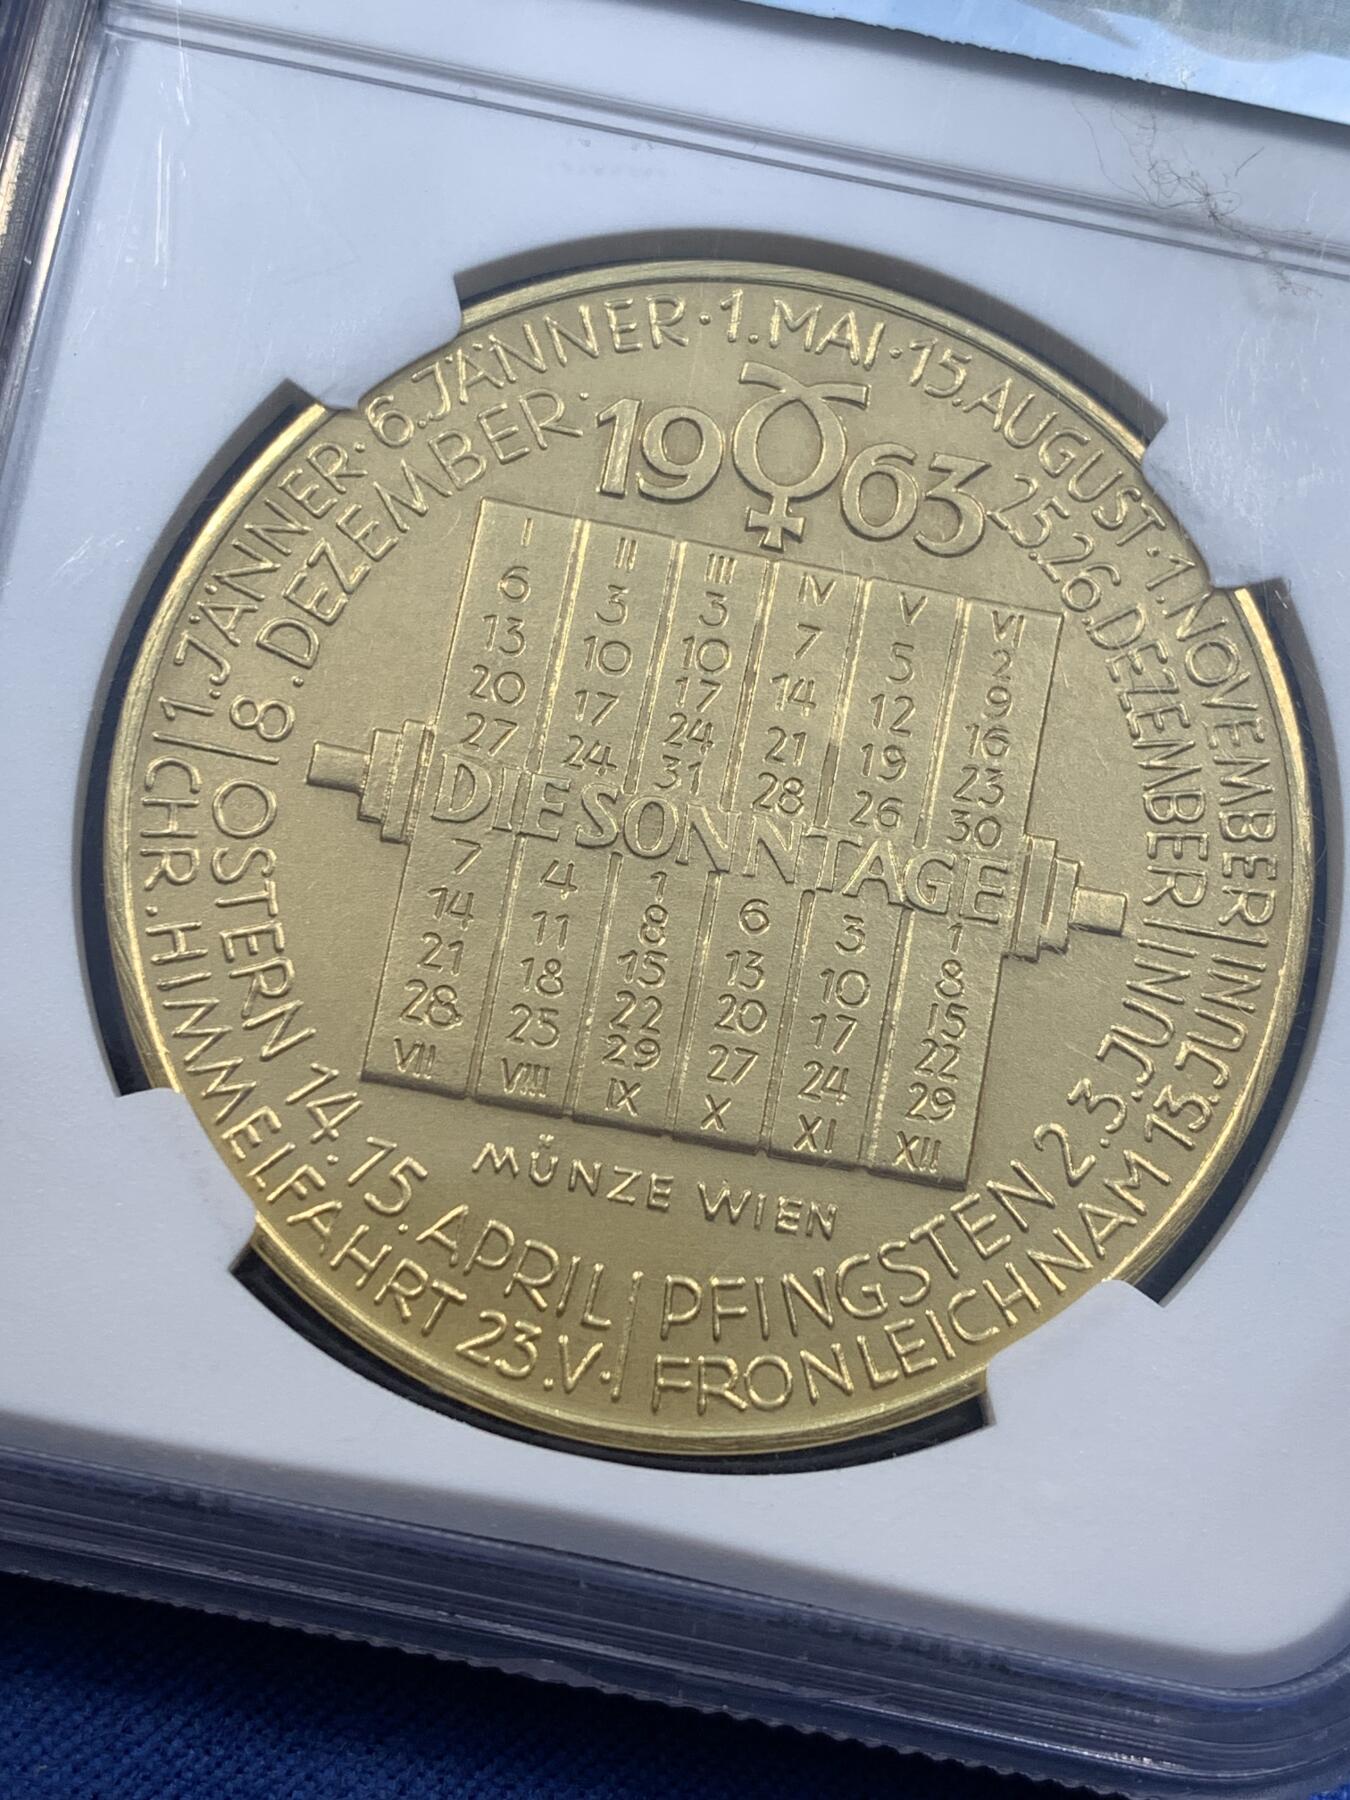 1.JÄNNER·6.JÄNNER·1.MAI·15.AUGUST·1.NOVEMBER
8.DEZEMBER·
25.26.DEZEMBER
1963
I II III IV V VI
6 3 3 7 5 2
13 10 10 14 12 9
20 17 17 21 19 16
27 24 24 28 26 23
31 30
DIE SONNTAGE
7 4 1 6 3 1
14 11 8 13 10 8
21 18 15 20 17 15
28 25 22 27 24 22
29 29
VII VIII IX X XI XII
MÜNZE WIEN
OSTERN 14.15.APRIL
PFINGSTEN 2.3.JUNI
CHR.HIMMELFAHRT 23.V.
FRONLEICHNAM 13.JUNI